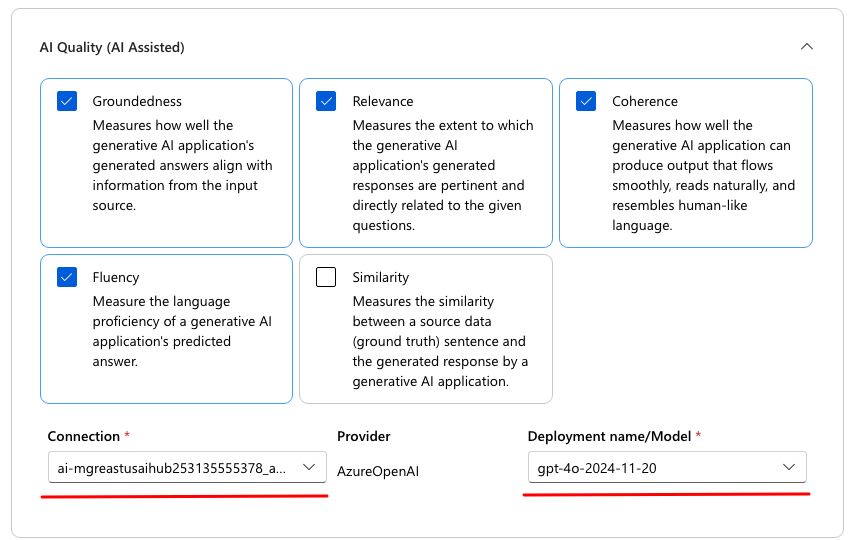 AI Quality (AI Assisted)
Groundedness
Measures how well the
generative AI application's
generated answers align with
information from the input
source.
Relevance
Measures the extent to which
the generative AI
application's generated
responses are pertinent and
directly related to the given
questions.
Coherence
Measures how well the
generative AI application can
produce output that flows
smoothly, reads naturally, and
resembles human-like
language.
Fluency
Measure the language
proficiency of a generative AI
application's predicted
answer.
Similarity
Measures the similarity
between a source data
(ground truth) sentence and
the generated response by a
generative AI application.
Connection *
ai-mgreastusaihub253135555378_a...
Provider
AzureOpenAI
Deployment name/Model *
gpt-4o-2024-11-20